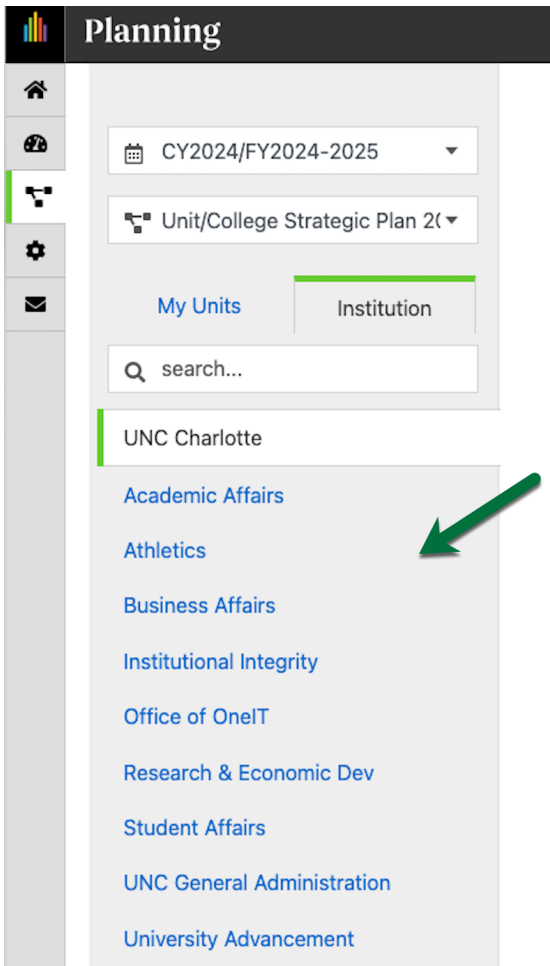 Planning
CY2024/FY2024-2025
Unit/College Strategic Plan 20
My Units
Institution
search...
UNC Charlotte
Academic Affairs
Athletics
Business Affairs
Institutional Integrity
Office of OneIT
Research & Economic Dev
Student Affairs
UNC General Administration
University Advancement